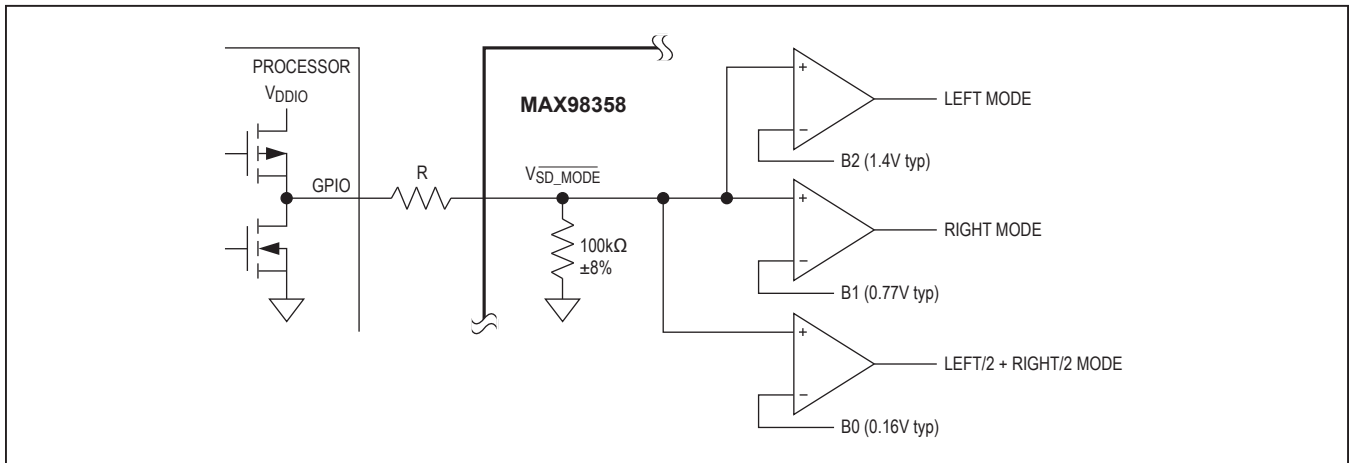 PROCESSOR
VDDIO
MAX98358
GPIO
R
VSD_MODE
100kΩ
±8%
+
−
LEFT MODE
B2 (1.4V typ)
+
−
RIGHT MODE
B1 (0.77V typ)
+
−
LEFT/2 + RIGHT/2 MODE
B0 (0.16V typ)